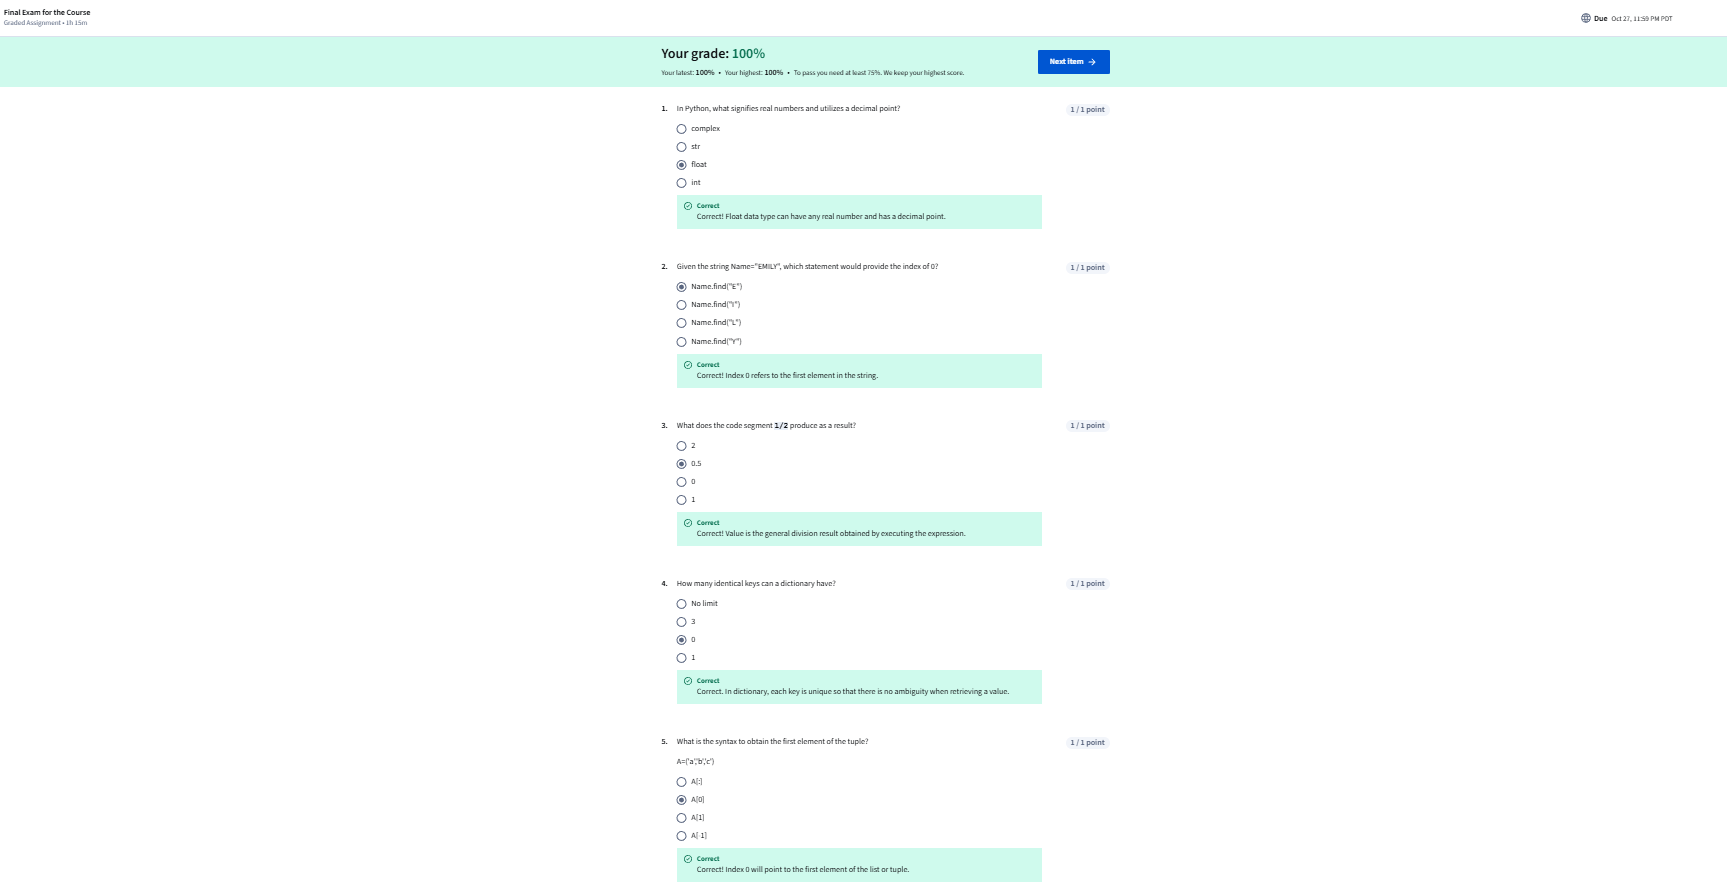 Final Exam for the Course
Graded Assignment • 1h 15m
Due Oct 27, 11:59 PM PDT
Your grade: 100%
Your latest: 100% • Your highest: 100% • To pass you need at least 75%. We keep your highest score.
Next item →
1. In Python, what signifies real numbers and utilizes a decimal point? 1 / 1 point
complex
str
float
int
Correct
Correct! Float data type can have any real number and has a decimal point.
2. Given the string Name="EMILY", which statement would provide the index of 0? 1 / 1 point
Name.find("E")
Name.find("I")
Name.find("L")
Name.find("Y")
Correct
Correct! Index 0 refers to the first element in the string.
3. What does the code segment 1/2 produce as a result? 1 / 1 point
2
0.5
0
1
Correct
Correct! Value is the general division result obtained by executing the expression.
4. How many identical keys can a dictionary have? 1 / 1 point
No limit
3
0
1
Correct
Correct. In dictionary, each key is unique so that there is no ambiguity when retrieving a value.
5. What is the syntax to obtain the first element of the tuple? 1 / 1 point
A=('a','b','c')
A[:]
A[0]
A[1]
A[-1]
Correct
Correct! Index 0 will point to the first element of the list or tuple.